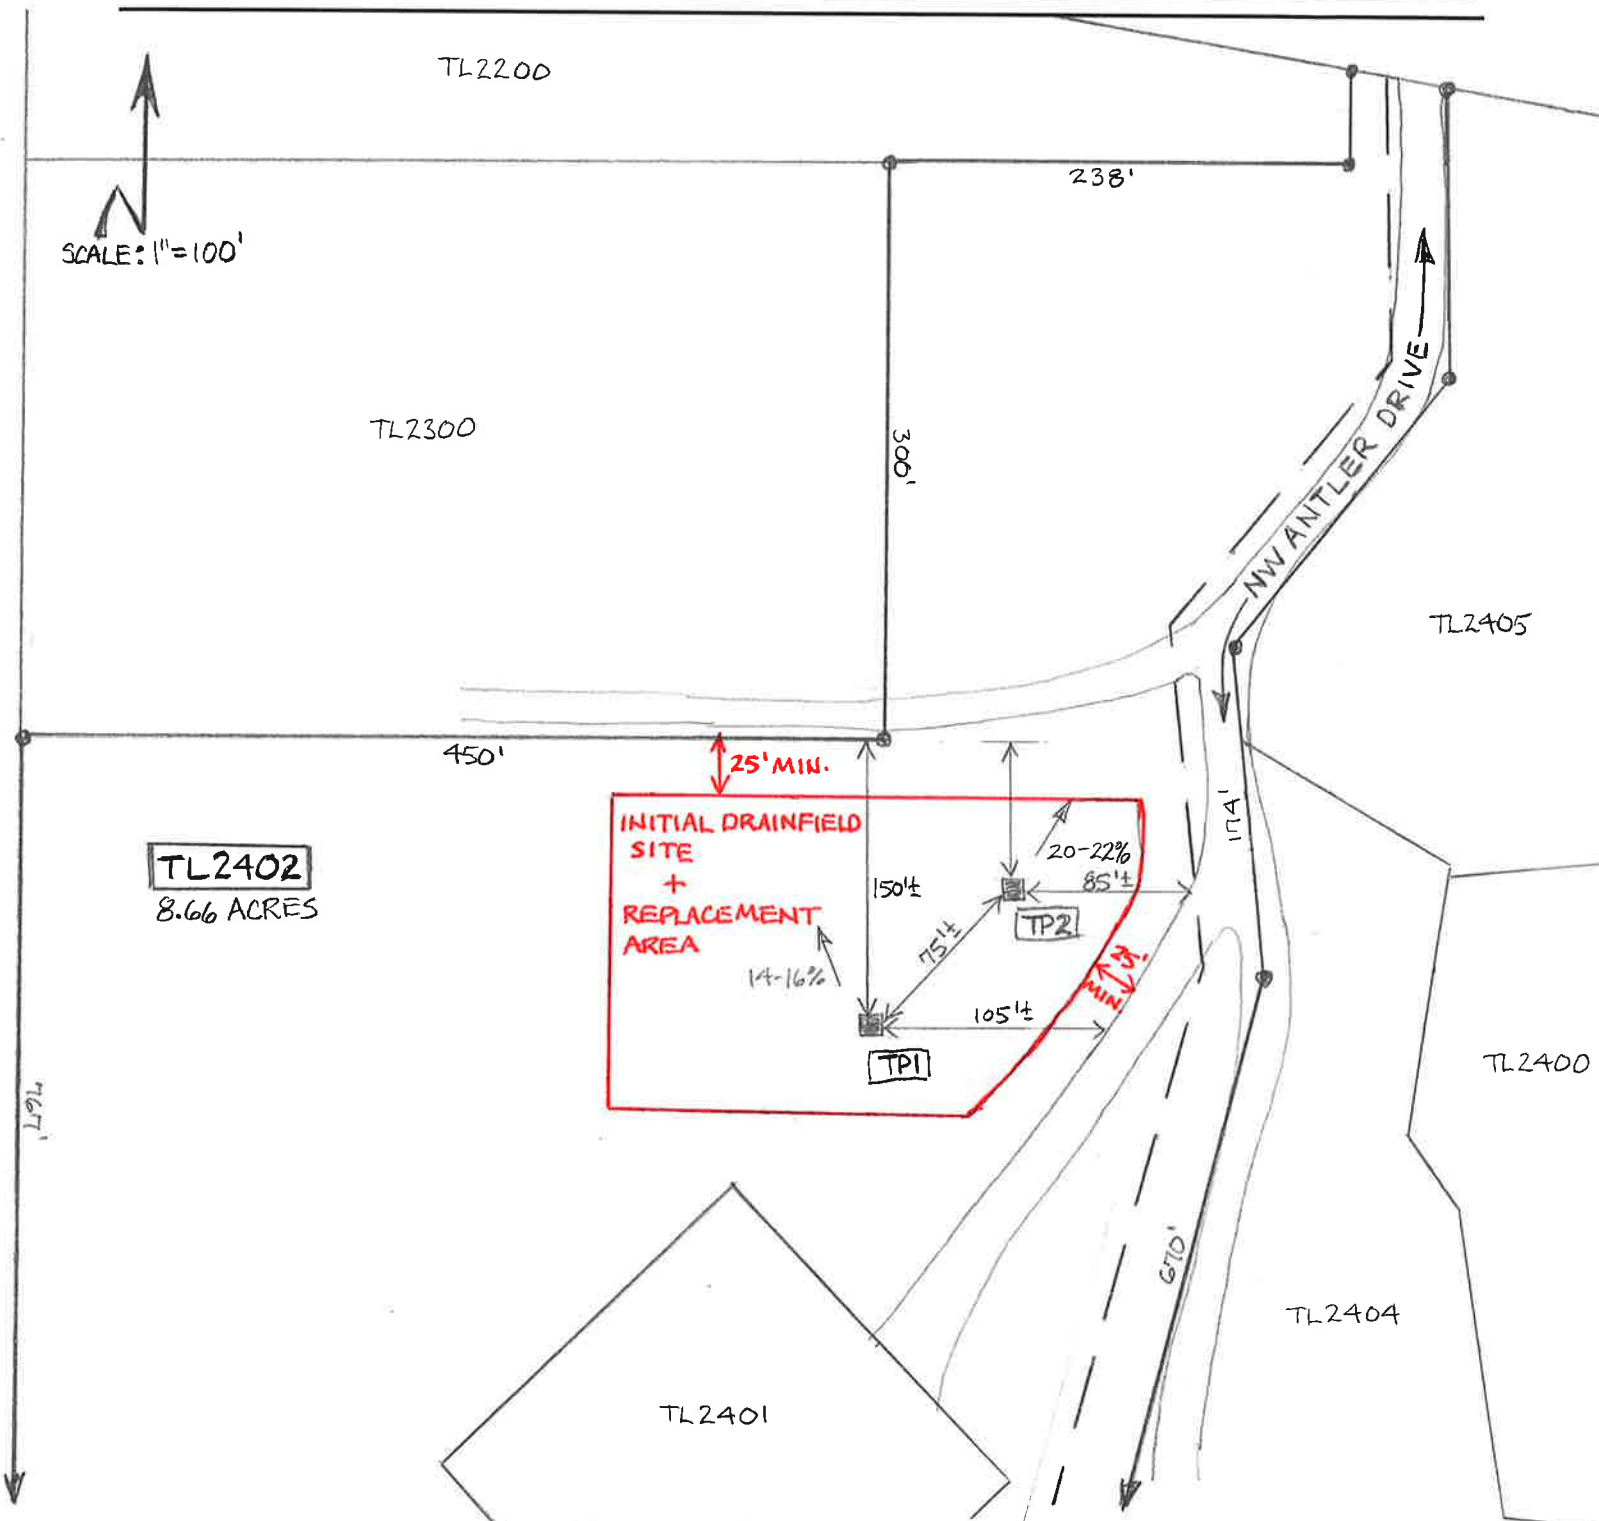 TL2200
238'
SCALE: 1"=100'
TL2300
300'
NW ANTLER DRIVE
TL2405
450'
25' MIN.
174'
INITIAL DRAINFIELD
SITE
+
REPLACEMENT
AREA
20-22%
TL2402
8.66 ACRES
150'±
85'±
TP2
75'±
14-16%
25'
MIN.
105'±
TP1
TL2400
767'
670'
TL2404
TL2401